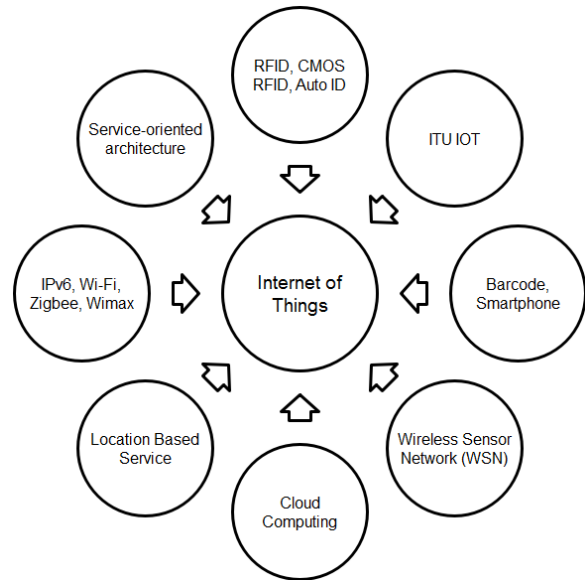 RFID, CMOS
RFID, Auto ID
Service-oriented
architecture
ITU IOT
IPv6, Wi-Fi,
Zigbee, Wimax
Internet of
Things
Barcode,
Smartphone
Location Based
Service
Wireless Sensor
Network (WSN)
Cloud
Computing